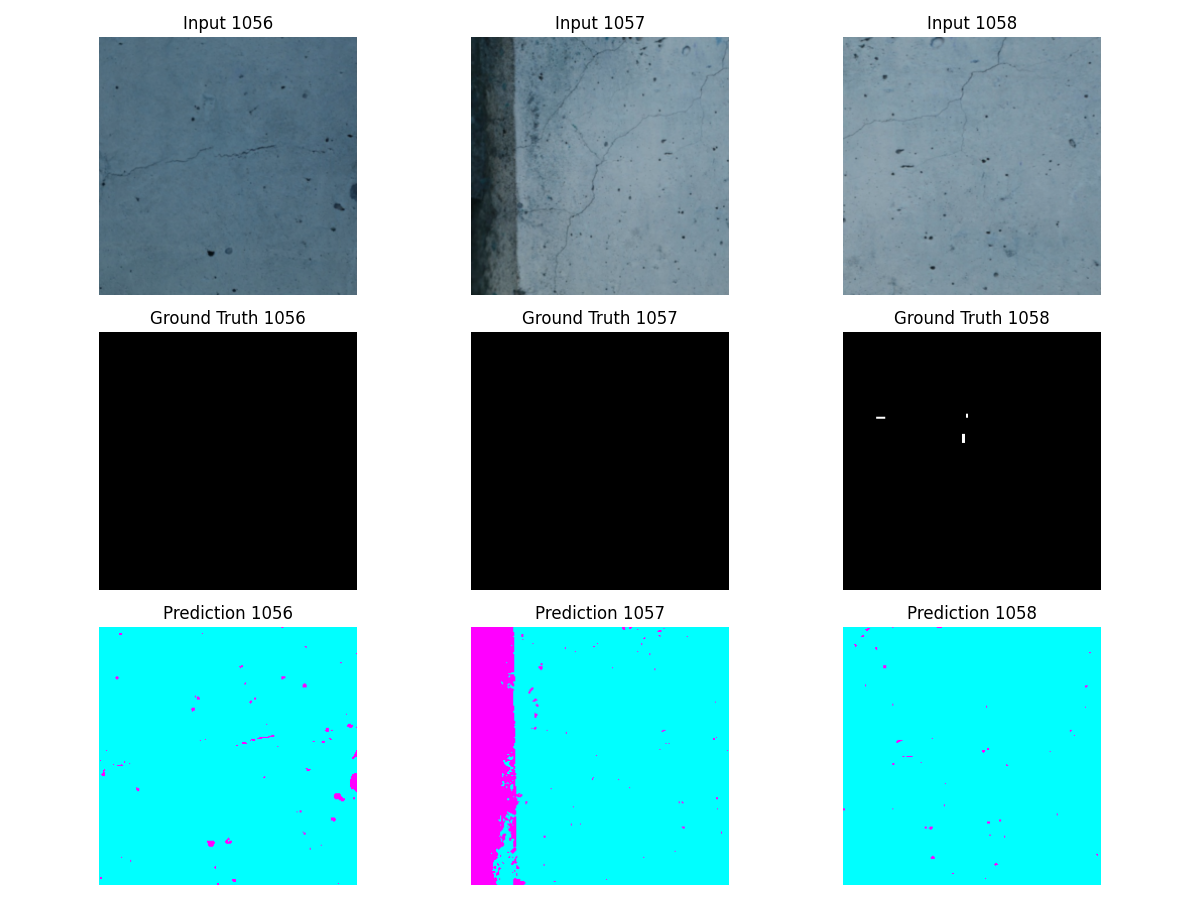 Input 1056
Input 1057
Input 1058
Ground Truth 1056
Ground Truth 1057
Ground Truth 1058
Prediction 1056
Prediction 1057
Prediction 1058